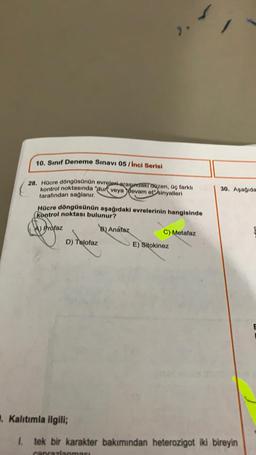 10. Sınıf Deneme Sınavı 05 / İnci Serisi
28. Hücre döngüsünün evreleri arasındaki düzen, üç farklı
kontrol noktasında "dur" veya "devam et" sinyalleri
tarafından sağlanır.
Hücre döngüsünün aşağıdaki evrelerinin hangisinde
kontrol noktası bulunur?
A) Profaz B) Anafaz C) Metafaz
D) Telofaz E) Sitokinez
30. Aşağıda
Kalıtımla ilgili;
I. tek bir karakter bakımından heterozigot iki bireyin
çaprazlanması